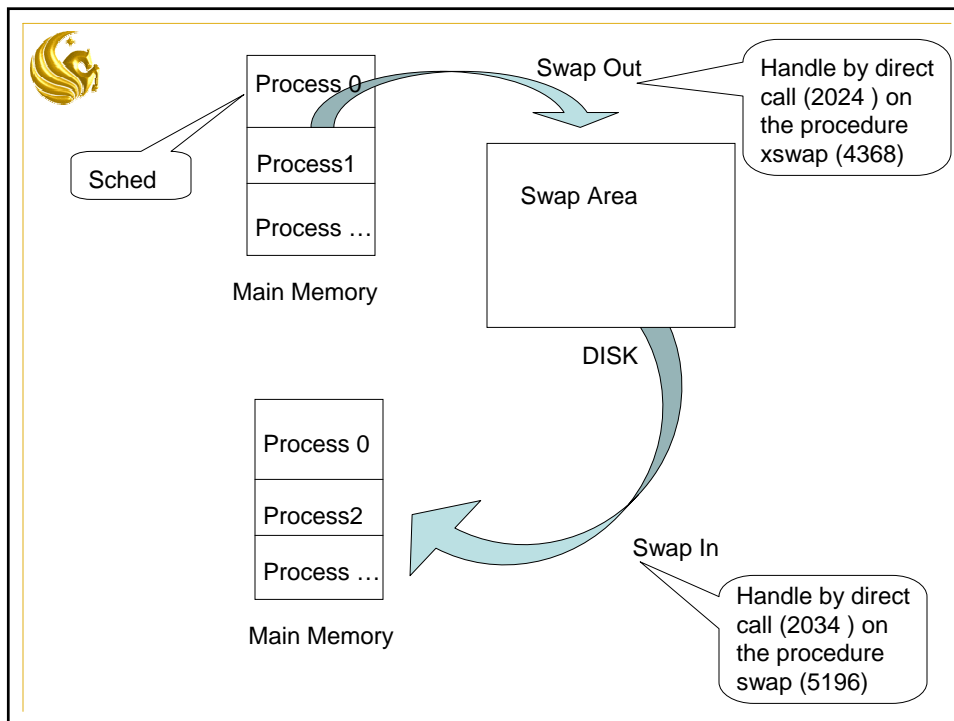 Process 0
Swap Out
Handle by direct
call (2024 ) on
the procedure
xswap (4368)
Sched
Process1
Swap Area
Process …
Main Memory
DISK
Process 0
Process2
Process …
Main Memory
Swap In
Handle by direct
call (2034 ) on
the procedure
swap (5196)